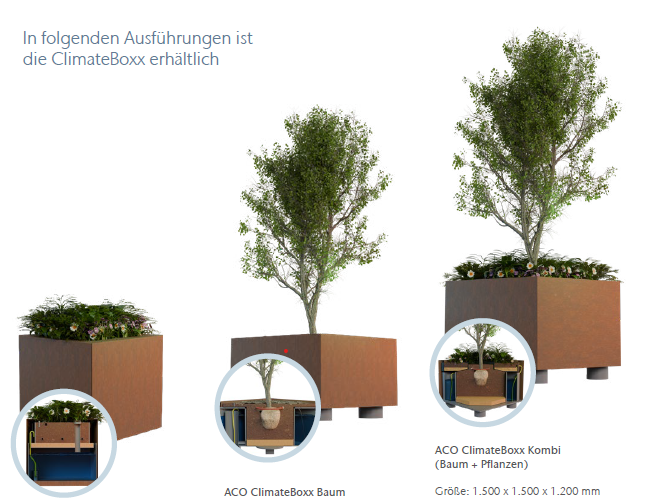 In folgenden Ausführungen ist
die ClimateBoxx erhältlich
ACO ClimateBoxx Kombi
(Baum + Pflanzen)
Größe: 1.500 x 1.500 x 1.200 mm
ACO ClimateBoxx Baum